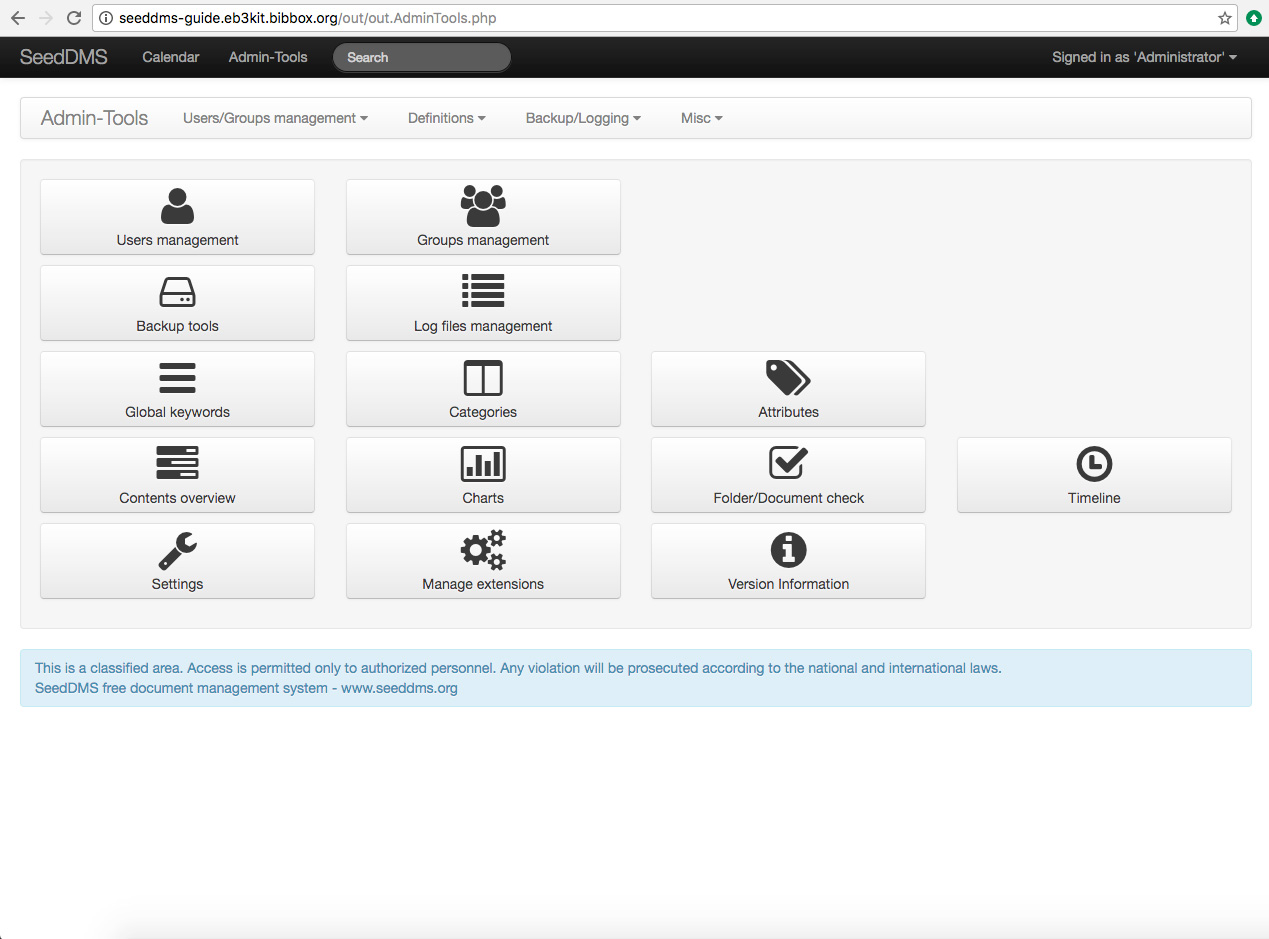 seeddms-guide.eb3kit.bibbox.org/out/out.AdminTools.php
SeedDMS Calendar Admin-Tools Search Signed in as 'Administrator'
Admin-Tools Users/Groups management Definitions Backup/Logging Misc
Users management Groups management
Backup tools Log files management
Global keywords Categories Attributes
Contents overview Charts Folder/Document check Timeline
Settings Manage extensions Version Information
This is a classified area. Access is permitted only to authorized personnel. Any violation will be prosecuted according to the national and international laws.
SeedDMS free document management system - www.seeddms.org